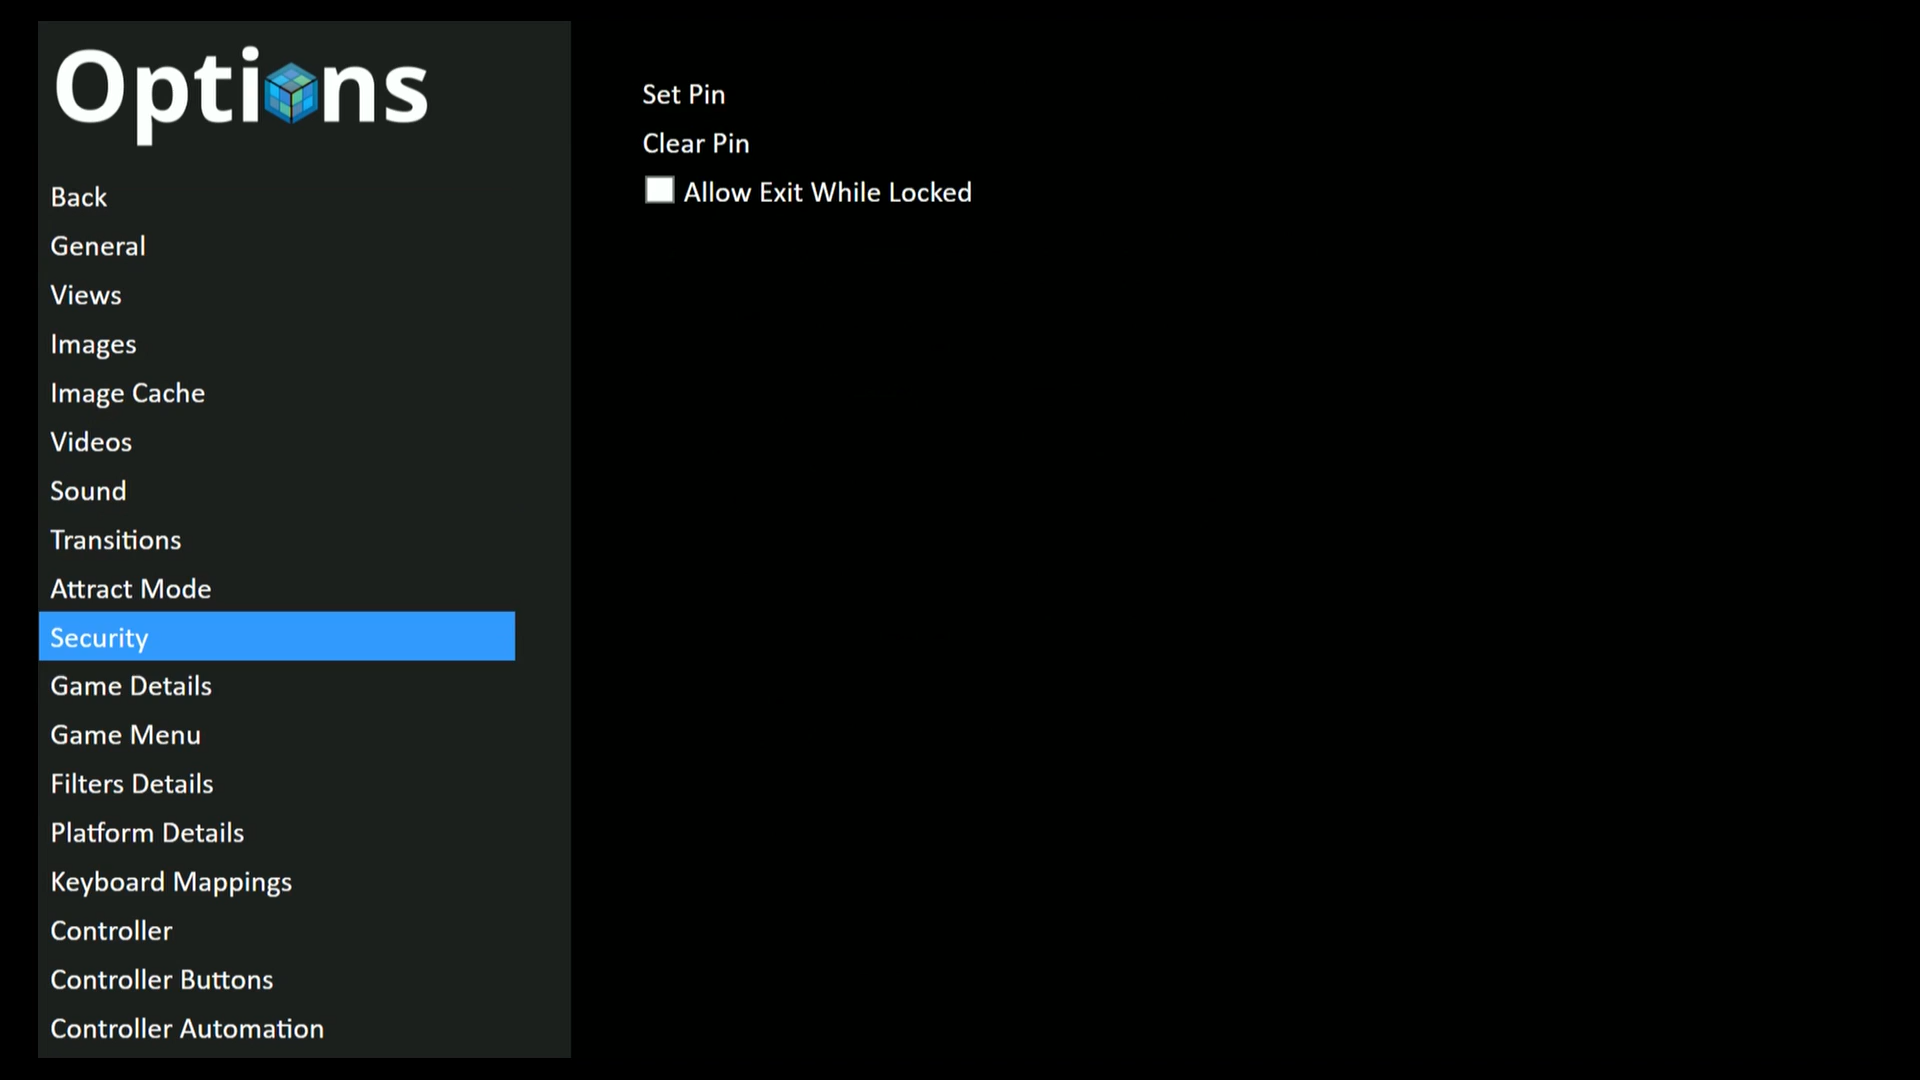 Options
Back
General
Views
Images
Image Cache
Videos
Sound
Transitions
Attract Mode
Security
Game Details
Game Menu
Filters Details
Platform Details
Keyboard Mappings
Controller
Controller Buttons
Controller Automation
Set Pin
Clear Pin
Allow Exit While Locked